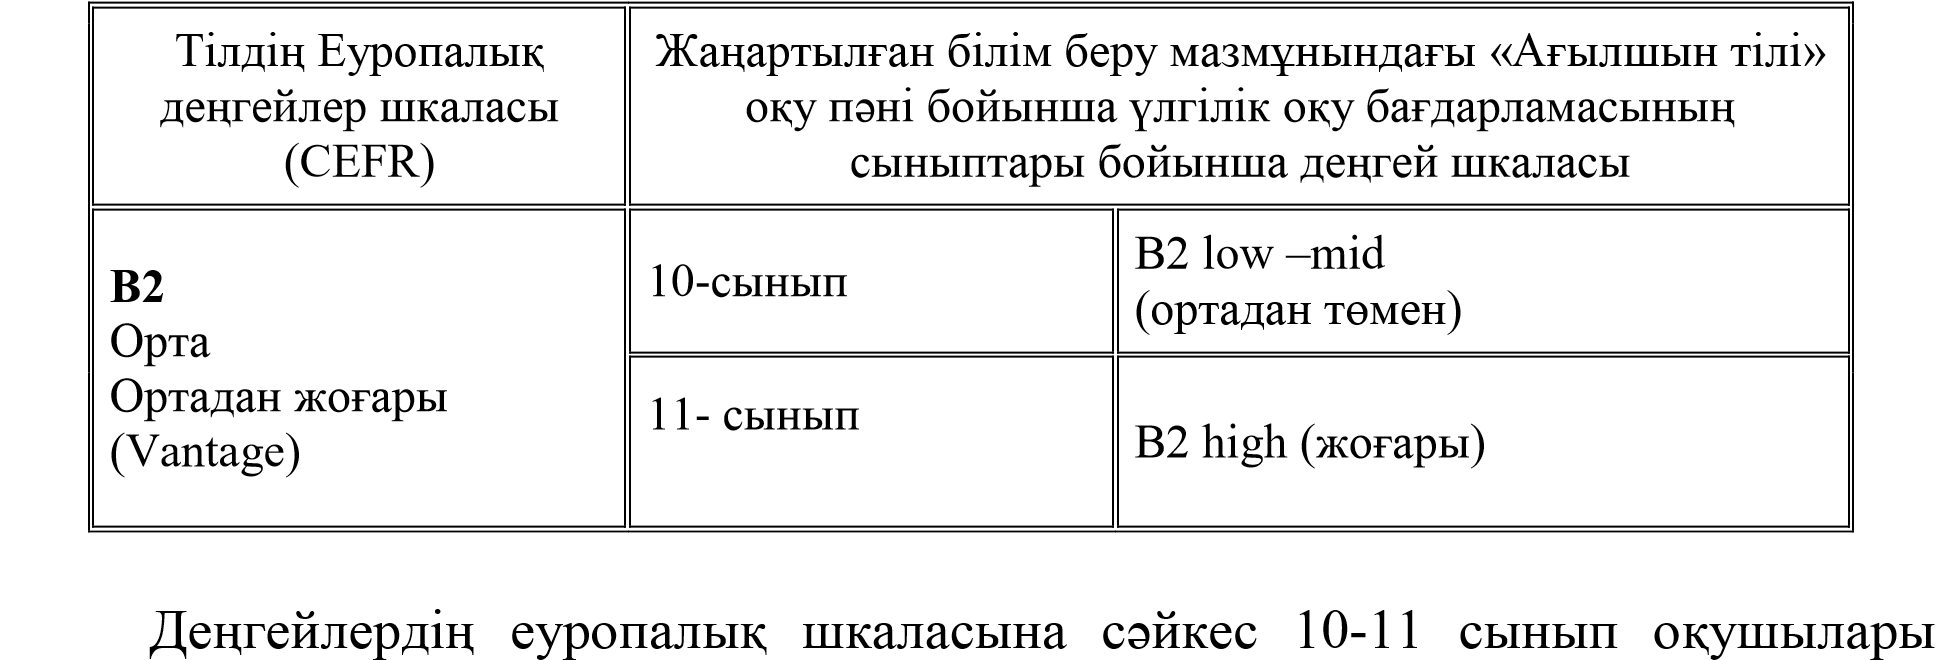 Тілдің Еуропалық
деңгейлер шкаласы
(CEFR)
Жаңартылған білім беру мазмұнындағы «Ағылшын тілі»
оқу пәні бойынша үлгілік оқу бағдарламасының
сыныптары бойынша деңгей шкаласы
B2
Орта
Ортадан жоғары
(Vantage)
10-сынып
B2 low –mid
(ортадан төмен)
11- сынып
B2 high (жоғары)
Деңгейлердің еуропалық шкаласына сәйкес 10-11 сынып оқушылары